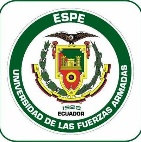 ESPE
UNIVERSIDAD DE LAS FUERZAS ARMADAS
1922
ECUADOR